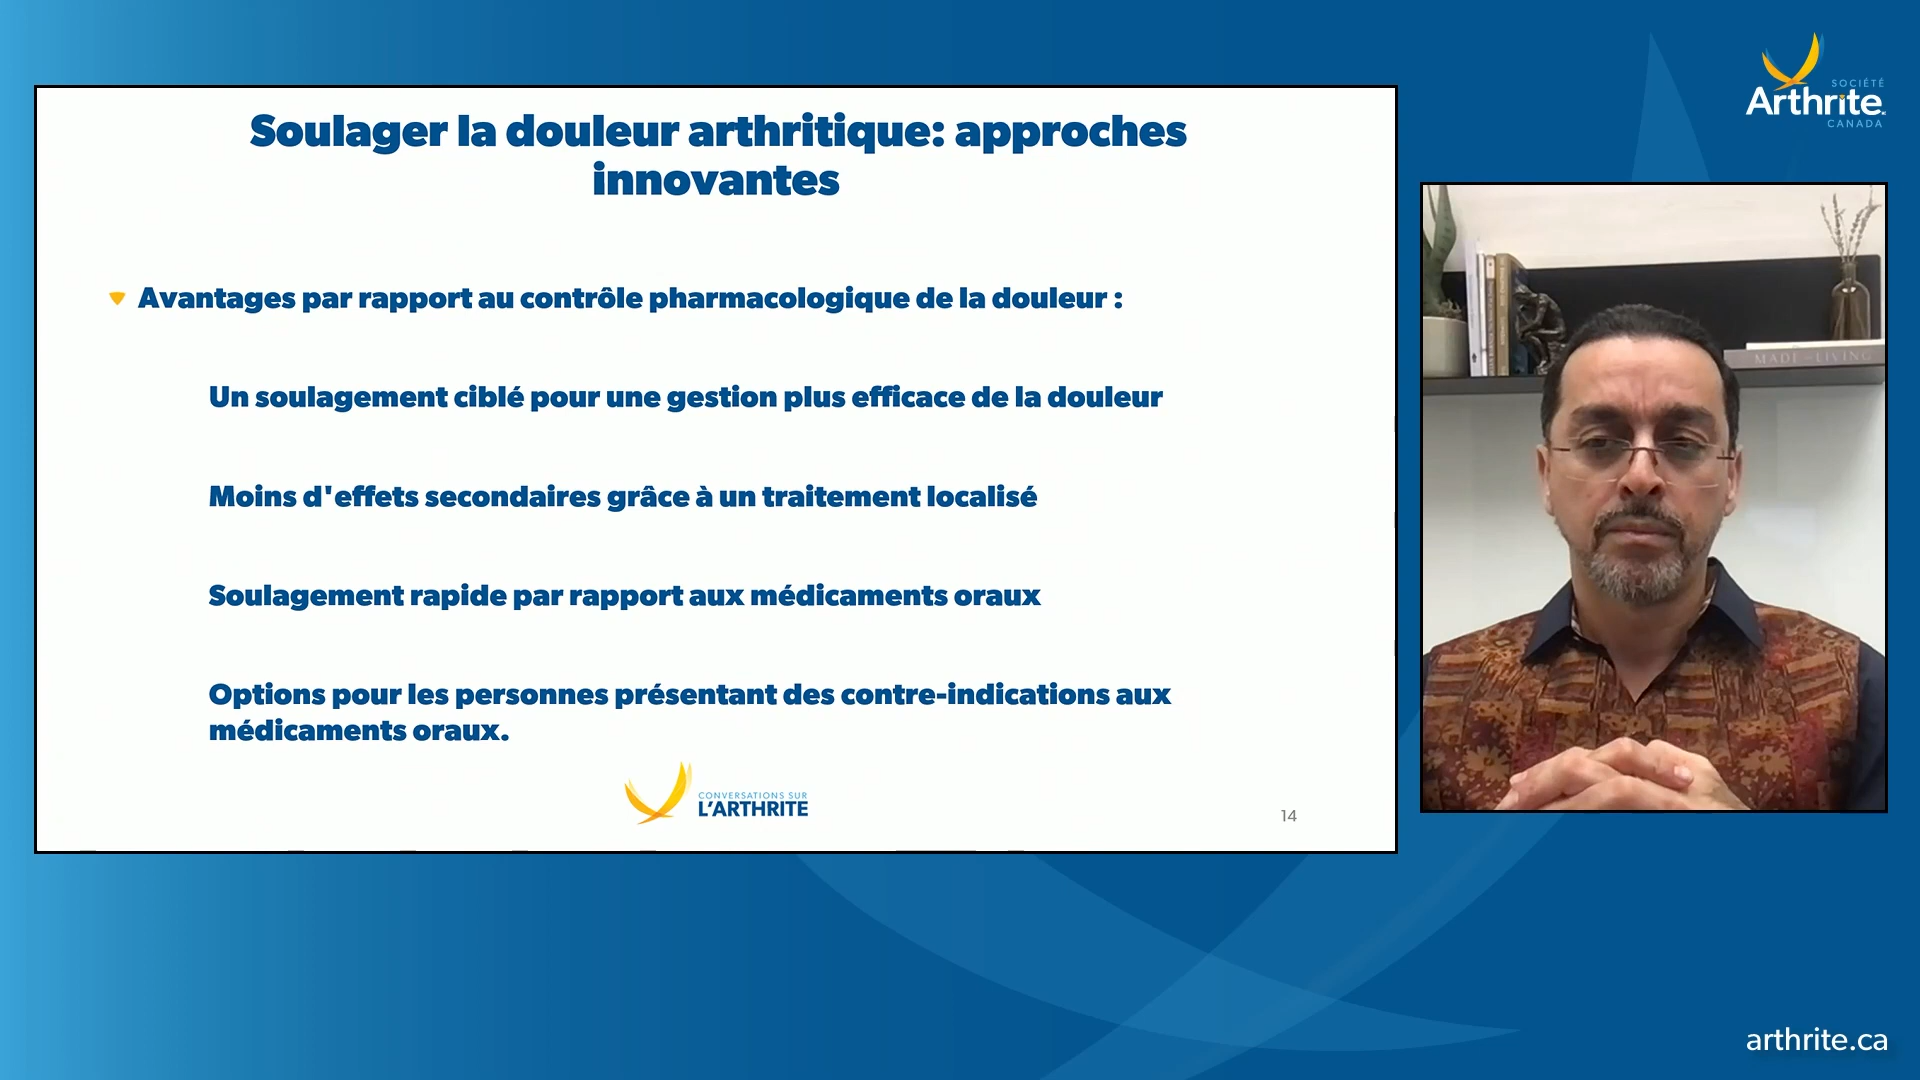 Soulager la douleur arthritique: approches
innovantes
Avantages par rapport au contrôle pharmacologique de la douleur :
Un soulagement ciblé pour une gestion plus efficace de la douleur
Moins d'effets secondaires grâce à un traitement localisé
Soulagement rapide par rapport aux médicaments oraux
Options pour les personnes présentant des contre-indications aux
médicaments oraux.
CONVERSATIONS SUR
L'ARTHRITE
14
SOCIÉTÉ
Arthrite
CANADA
MADE LIVING
arthrite.ca